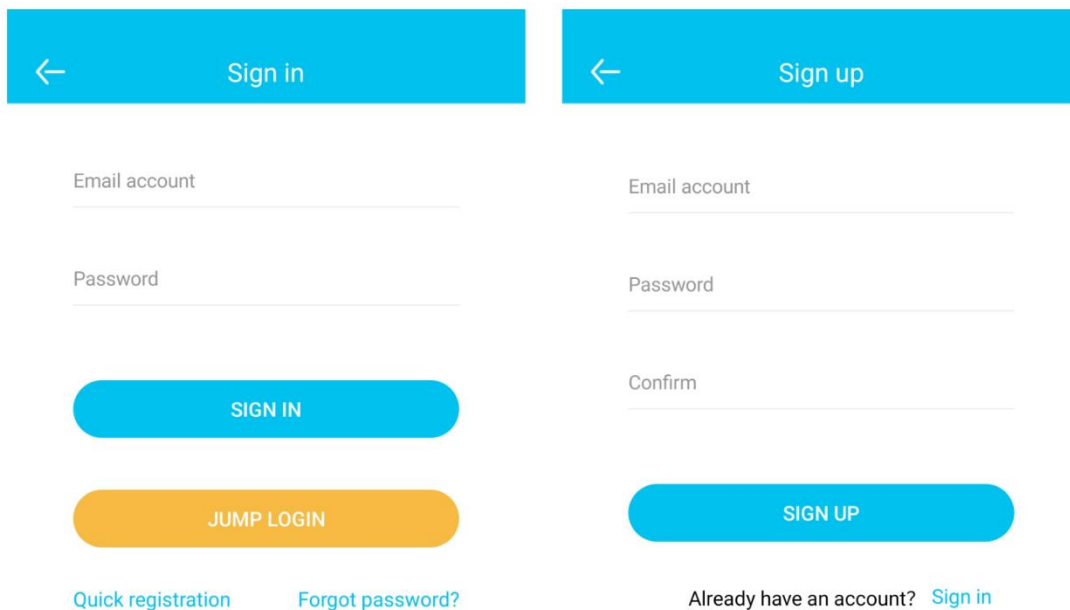 Sign in
Email account
Password
SIGN IN
JUMP LOGIN
Quick registration
Forgot password?
Sign up
Email account
Password
Confirm
SIGN UP
Already have an account? Sign in